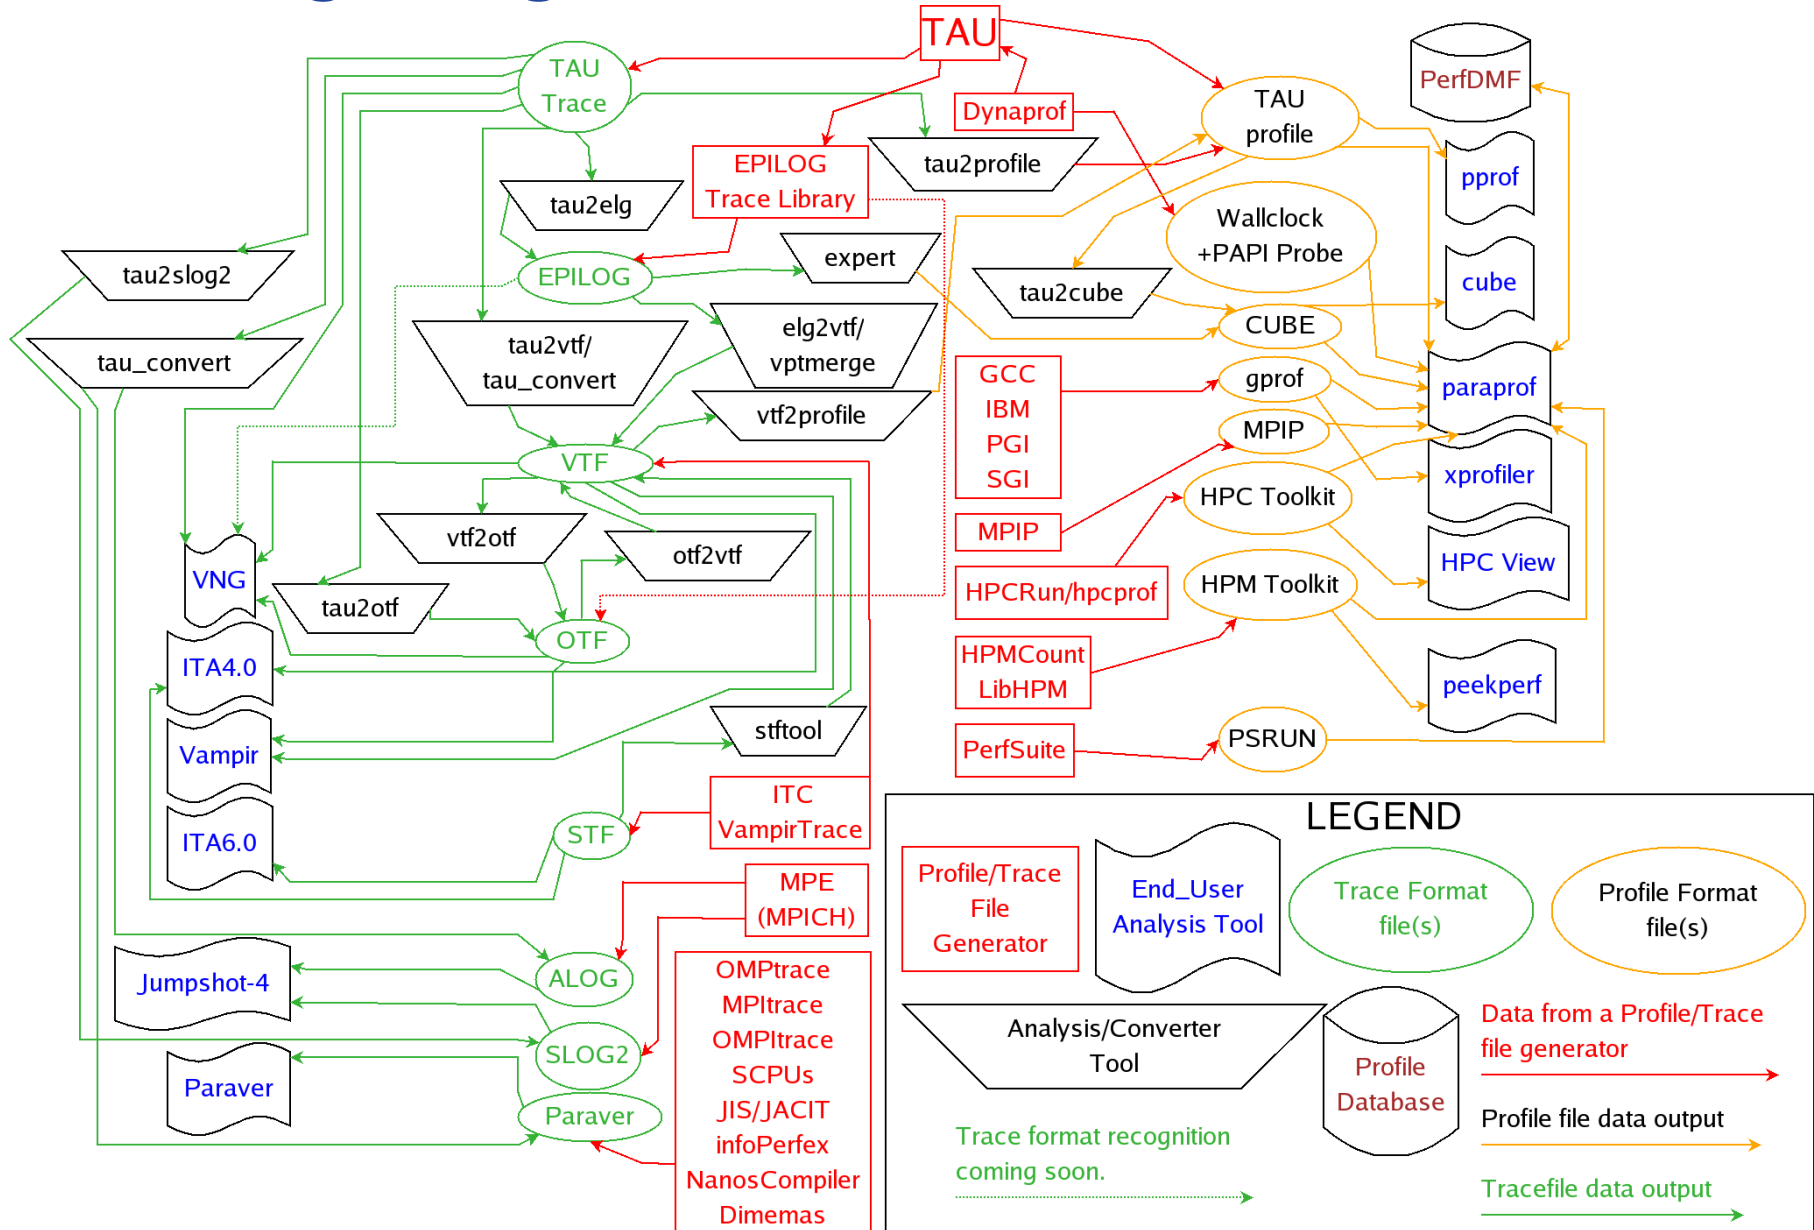 TAU
TAU
Trace
Dynaprof
TAU
profile
PerfDMF
EPILOG
Trace Library
tau2profile
pprof
tau2elg
Wallclock
+PAPI Probe
tau2slog2
EPILOG
expert
tau2cube
cube
tau_convert
tau2vtf/
tau_convert
elg2vtf/
vptmerge
CUBE
GCC
IBM
PGI
SGI
gprof
paraprof
vtf2profile
MPIP
VTF
HPC Toolkit
xprofiler
vtf2otf
otf2vtf
MPIP
VNG
tau2otf
HPCRun/hpcprof
HPM Toolkit
HPC View
OTF
ITA4.0
HPMCount
LibHPM
peekperf
Vampir
stftool
PerfSuite
PSRUN
ITC
VampirTrace
ITA6.0
STF
MPE
(MPICH)
Jumpshot-4
ALOG
SLOG2
Paraver
Paraver
OMPtrace
MPItrace
OMPItrace
SCPUs
JIS/JACIT
infoPerfex
NanosCompiler
Dimemas
LEGEND
Profile/Trace
File
Generator
End_User
Analysis Tool
Trace Format
file(s)
Profile Format
file(s)
Analysis/Converter
Tool
Profile
Database
Data from a Profile/Trace
file generator
Profile file data output
Trace format recognition
coming soon.
Tracefile data output